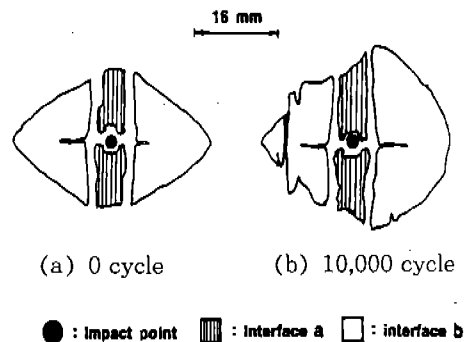 16 mm
(a) 0 cycle (b) 10,000 cycle
: Impact point : Interface a : interface b